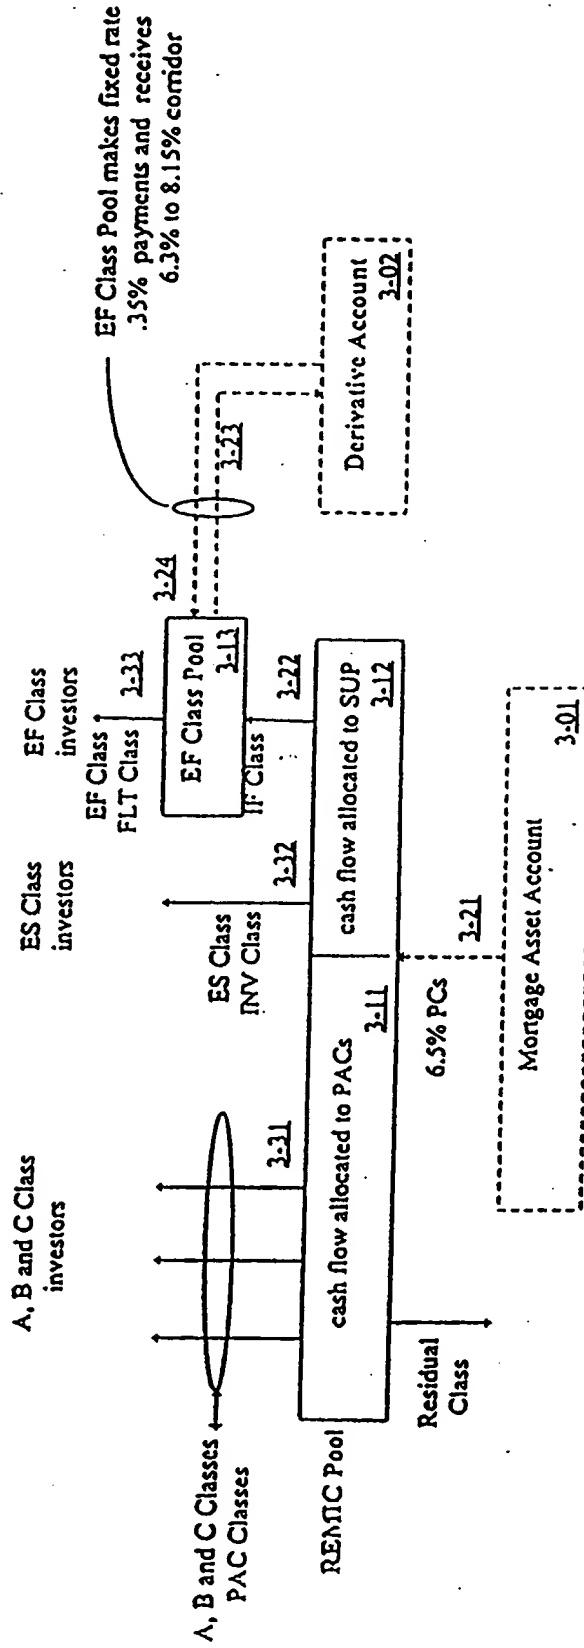 A, B and C Class
investors
ES Class
investors
EF Class
investors
EF Class Pool makes fixed rate
.35% payments and receives
6.3% to 8.15% corridor
A, B and C Classes
PAC Classes
3-31
ES Class
INV Class
3-32
EF Class
FLT Class
3-33
3-24
EF Class Pool
3-13
3-23
IF Class
3-22
REMIC Pool
cash flow allocated to PACs
3-11
cash flow allocated to SUP
3-12
Derivative Account
3-02
Residual
Class
6.5% PCs
3-21
Mortgage Asset Account
3-01